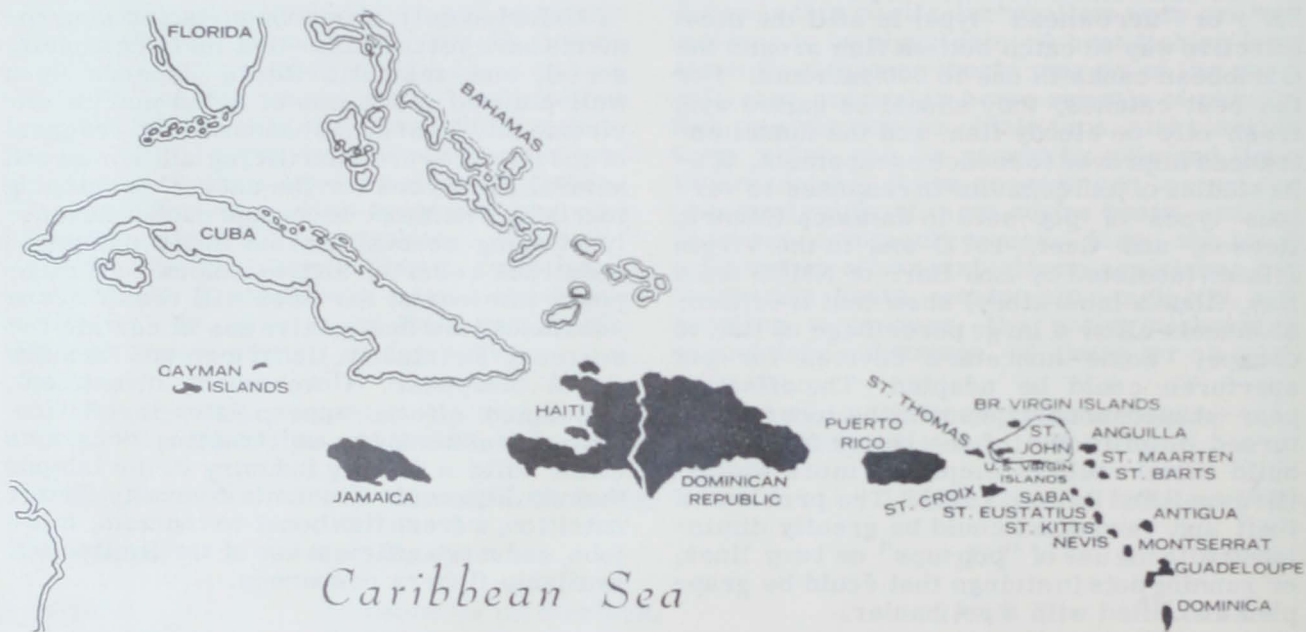 FLORIDA
BAHAMAS
CUBA
CAYMAN
ISLANDS
HAITI
JAMAICA
DOMINICAN
REPUBLIC
PUERTO
RICO
ST. THOMAS
BR. VIRGIN ISLANDS
ST.
JOHN
U.S. VIRGIN
ISLANDS
ST. CROIX
ANGUILLA
ST. MAARTEN
ST. BARTS
SABA
ST. EUSTATIUS
ST. KITTS
NEVIS
ANTIGUA
MONTSERRAT
GUADELOUPE
DOMINICA
Caribbean Sea